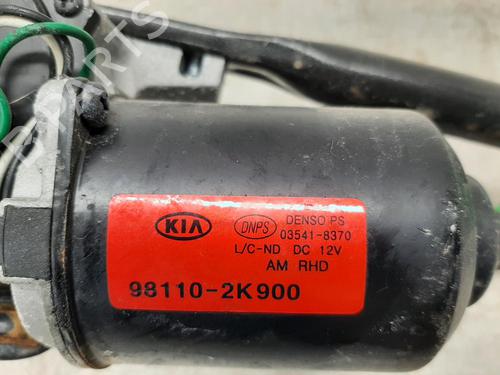 KIA DNPS DENSO PS
03541-8370
L/C-ND DC 12V
AM RHD
98110-2K900